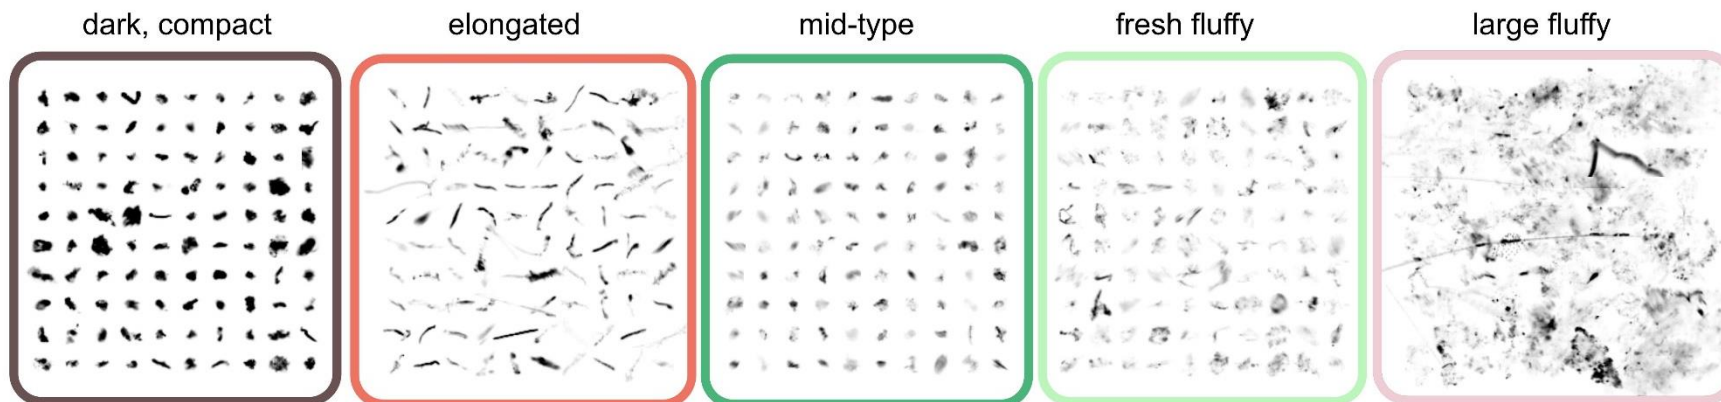 dark, compact
elongated
mid-type
fresh fluffy
large fluffy